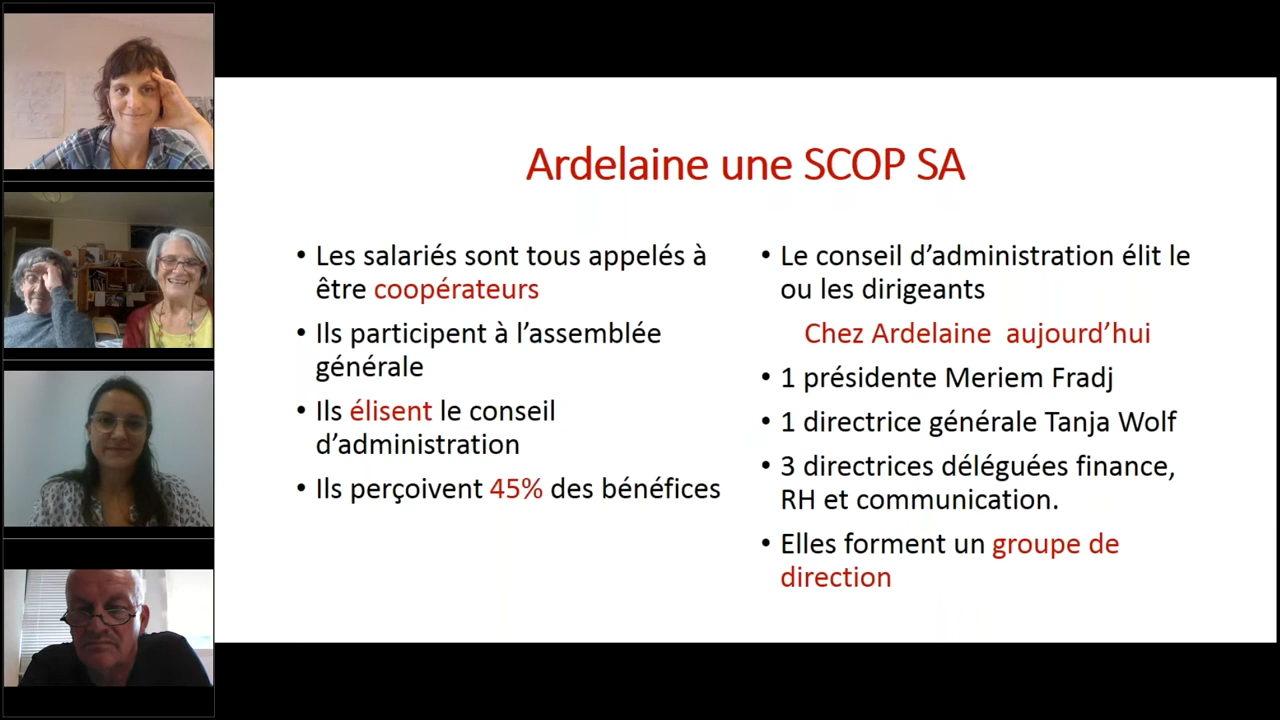 Ardelaine une SCOP SA
• Les salariés sont tous appelés à
être coopérateurs
• Ils participent à l’assemblée
générale
• Ils élisent le conseil
d’administration
• Ils perçoivent 45% des bénéfices
• Le conseil d’administration élit le
ou les dirigeants
Chez Ardelaine aujourd’hui
• 1 présidente Meriem Fradj
• 1 directrice générale Tanja Wolf
• 3 directrices déléguées finance,
RH et communication.
• Elles forment un groupe de
direction